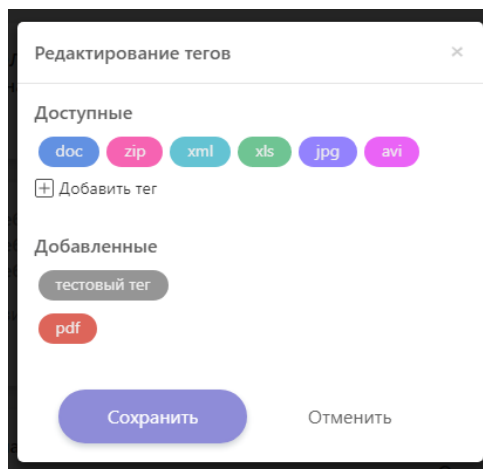 Редактирование тегов ×
Доступные
doc zip xml xls jpg avi
Добавить тег
Добавленные
тестовый тег
pdf
Сохранить Отменить